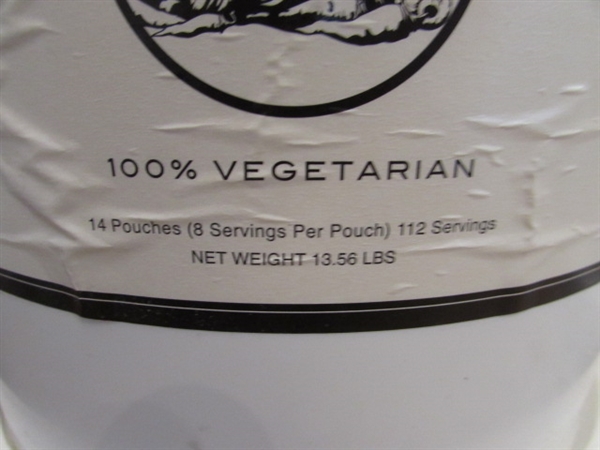 100% VEGETARIAN
14 Pouches (8 Servings Per Pouch) 112 Servings
NET WEIGHT 13.56 LBS